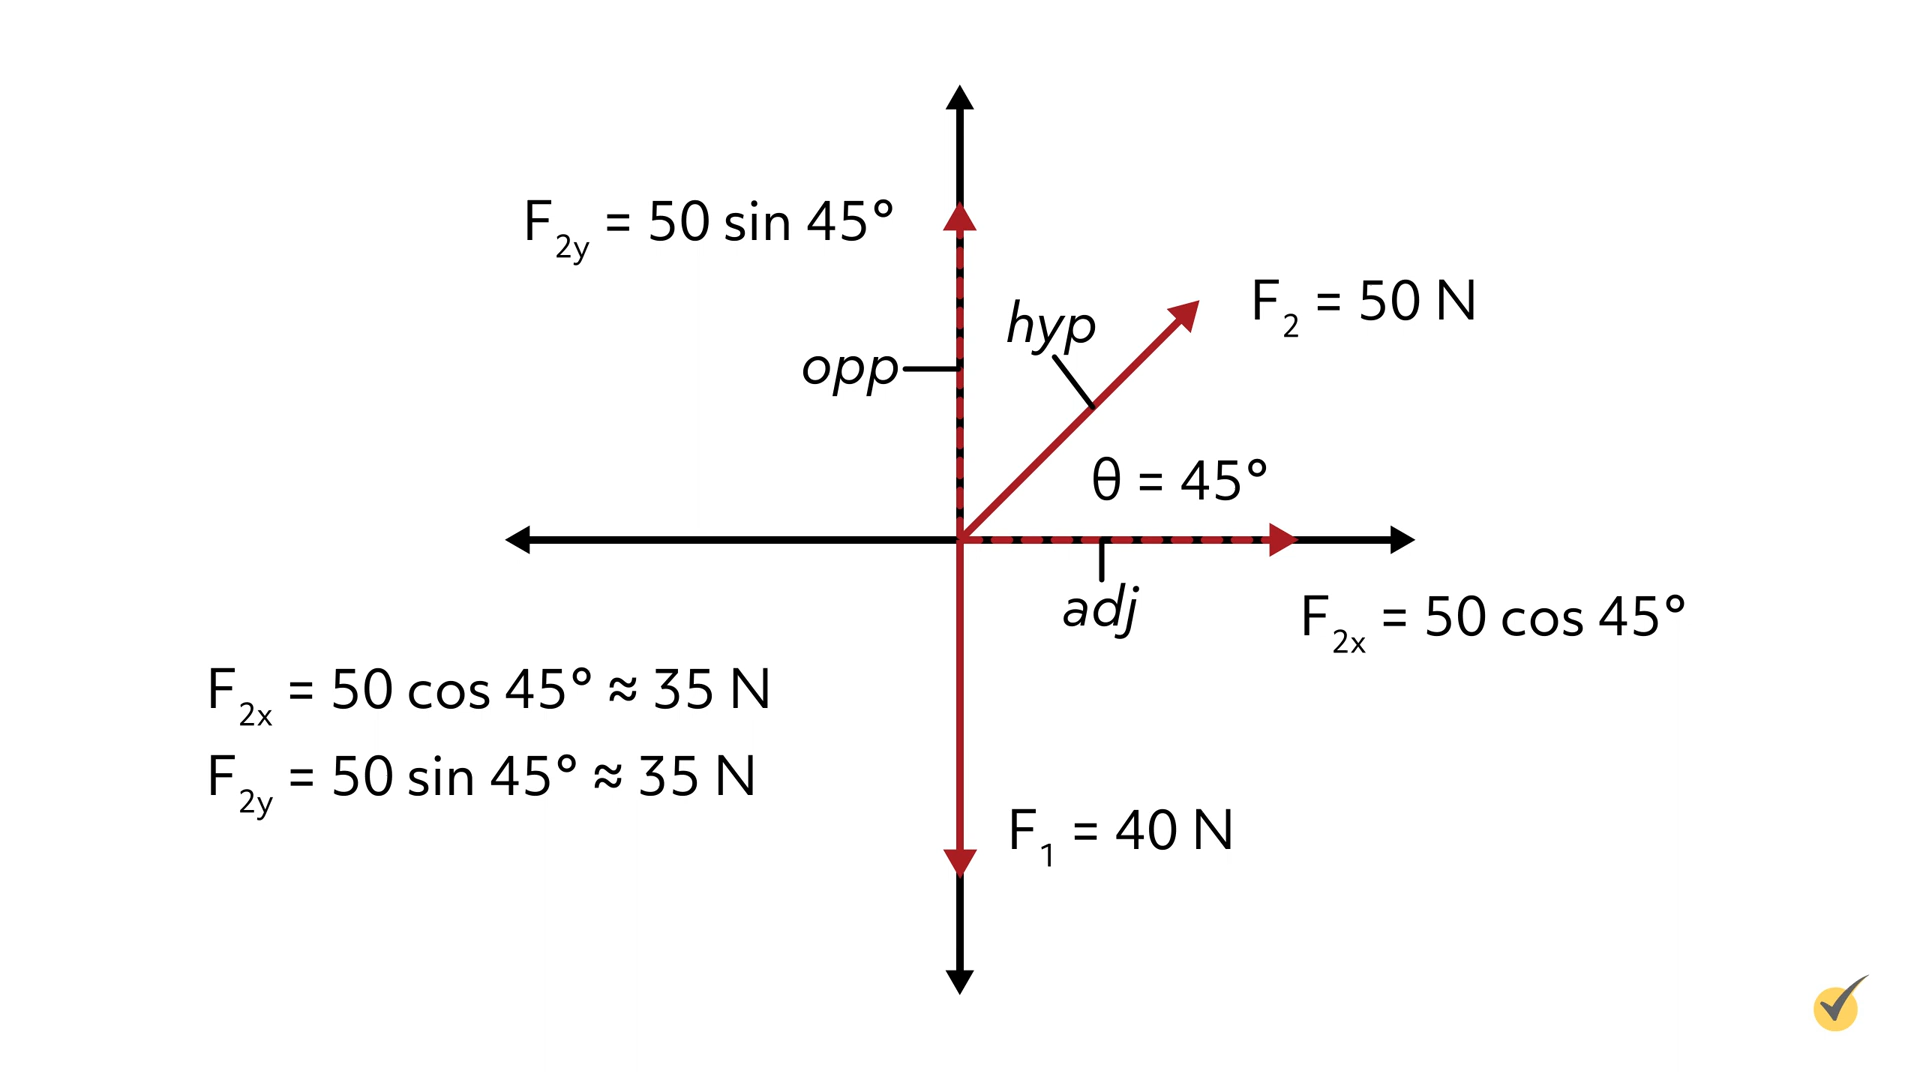 F2y = 50 sin 45°
F2 = 50 N
hyp
opp
θ = 45°
adj
F2x = 50 cos 45°
F2x = 50 cos 45° ≈ 35 N
F2y = 50 sin 45° ≈ 35 N
F1 = 40 N